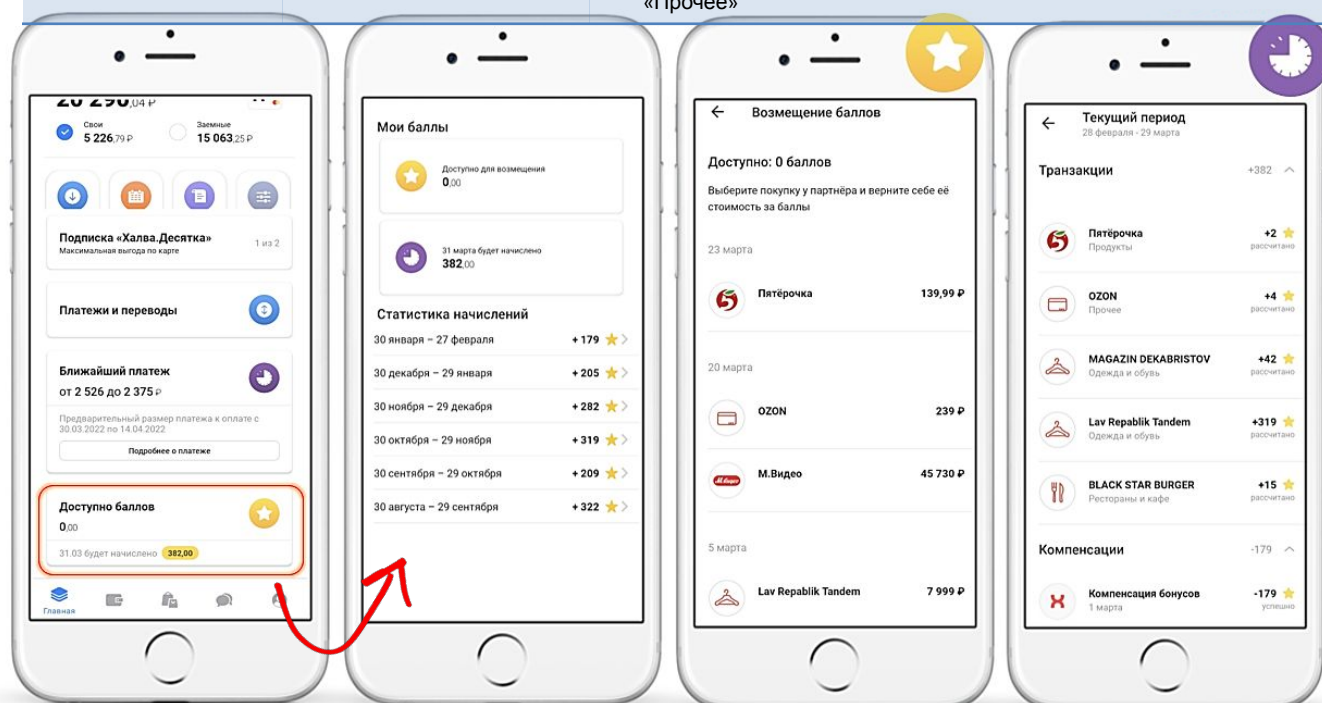 «Прочее»
20 290,04 ₽
Свои
5 226,79 ₽
Заемные
15 063,25 ₽
Подписка «Халва.Десятка»
Максимальная выгода по карте
1 из 2
Платежи и переводы
Ближайший платеж
от 2 526 до 2 375 ₽
Предварительный размер платежа к оплате с
30.03.2022 по 14.04.2022
Подробнее о платеже
Доступно баллов
0,00
31.03 будет начислено 382,00
Главная
Мои баллы
Доступно для возмещения
0,00
31 марта будет начислено
382,00
Статистика начислений
30 января – 27 февраля + 179
30 декабря – 29 января + 205
30 ноября – 29 декабря + 282
30 октября – 29 ноября + 319
30 сентября – 29 октября + 209
30 августа – 29 сентября + 322
Возмещение баллов
Доступно: 0 баллов
Выберите покупку у партнёра и верните себе её
стоимость за баллы
23 марта
Пятёрочка 139,99 ₽
20 марта
OZON 239 ₽
М.Видео 45 730 ₽
5 марта
Lav Repablik Tandem 7 999 ₽
Текущий период
28 февраля - 29 марта
Транзакции +382
Пятёрочка +2
Продукты рассчитано
OZON +4
Прочее рассчитано
MAGAZIN DEKABRISTOV +42
Одежда и обувь рассчитано
Lav Repablik Tandem +319
Одежда и обувь рассчитано
BLACK STAR BURGER +15
Рестораны и кафе рассчитано
Компенсации -179
Компенсация бонусов -179
1 марта успешно